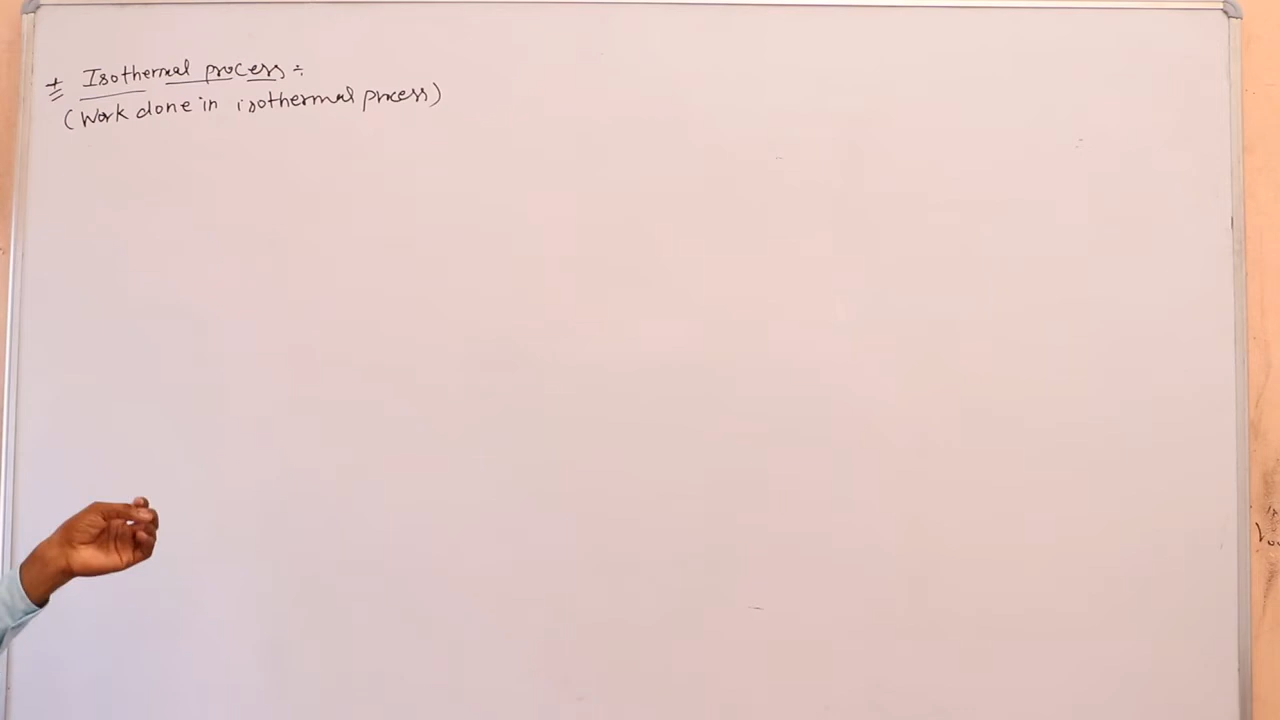 Isothermal process ÷
(Work done in isothermal process)